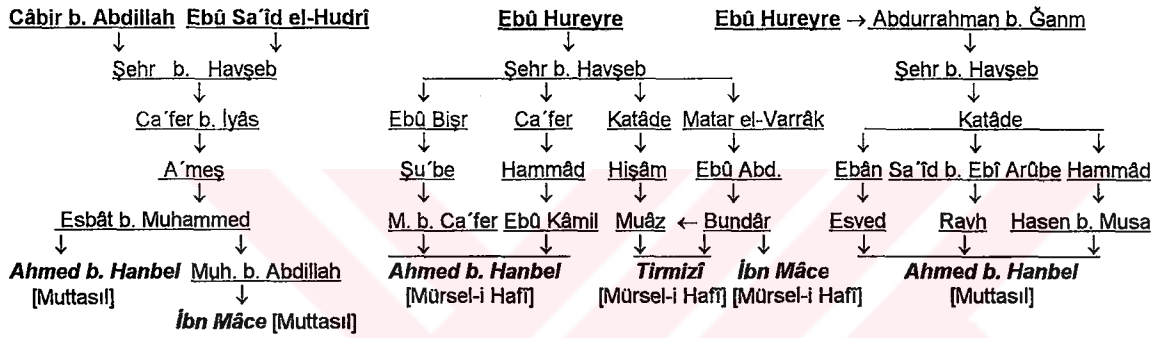 Câbir b. Abdillah Ebû Sa´îd el-Hudrî Ebû Hureyre Ebû Hureyre → Abdurrahman b. Ğanm
Şehr b. Havşeb Şehr b. Havşeb Şehr b. Havşeb
Ca´fer b. İyâs Ebû Bişr Ca´fer Katâde Matar el-Varrâk Katâde
A´meş Şu´be Hammâd Hişâm Ebû Abd. Ebân Sa´îd b. Ebî Arûbe Hammâd
Esbât b. Muhammed M. b. Ca´fer Ebû Kâmil Muâz ← Bundâr Esved Ravh Hasen b. Musa
Ahmed b. Hanbel Muh. b. Abdillah Ahmed b. Hanbel Tirmizî İbn Mâce Ahmed b. Hanbel
[Muttasıl] [Mürsel-i Hafî] [Mürsel-i Hafî] [Mürsel-i Hafî] [Muttasıl]
İbn Mâce [Muttasıl]